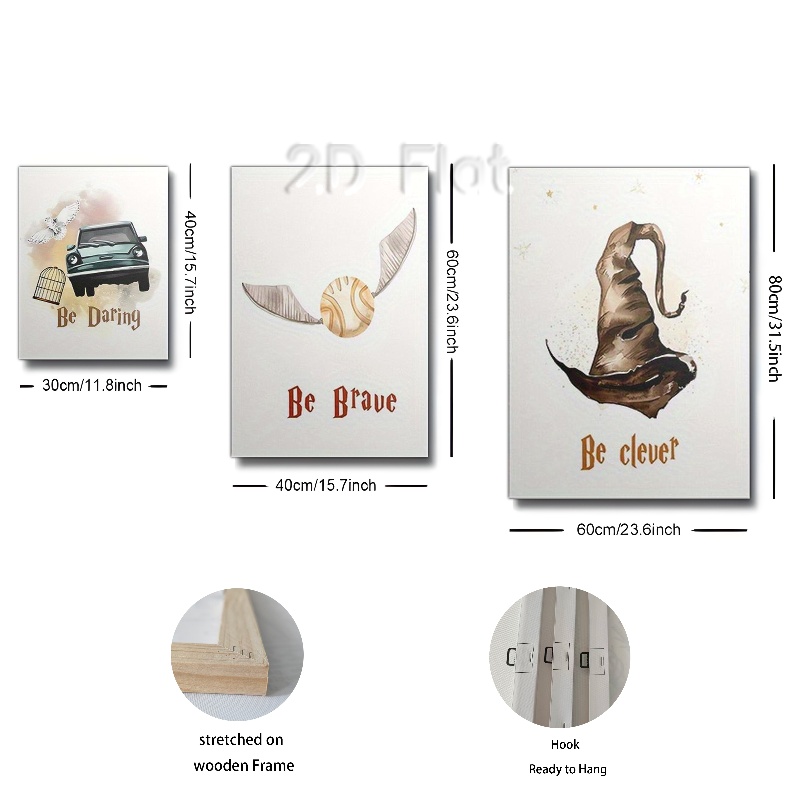 2D Flat
40cm/15.7inch
Be Daring
30cm/11.8inch
60cm/23.6inch
Be Brave
40cm/15.7inch
80cm/31.5inch
Be clever
60cm/23.6inch
stretched on
wooden Frame
Hook
Ready to Hang